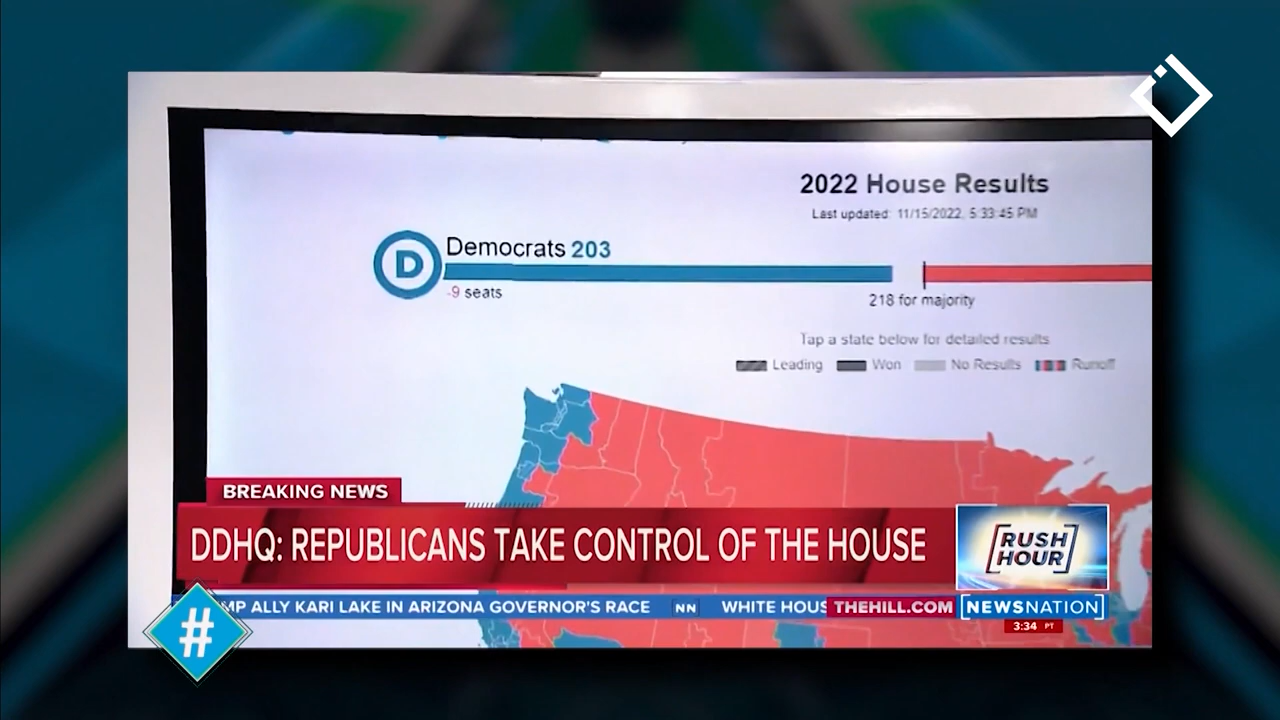 2022 House Results
Last updated: 11/15/2022, 5:33:45 PM
D
Democrats 203
-9 seats
218 for majority
Tap a state below for detailed results
Leading Won No Results Runoff
BREAKING NEWS
DDHQ: REPUBLICANS TAKE CONTROL OF THE HOUSE
[RUSH HOUR]
MP ALLY KARI LAKE IN ARIZONA GOVERNOR'S RACE NN WHITE HOUS THEHILL.COM [NEWSNATION]
3:34 PT
#